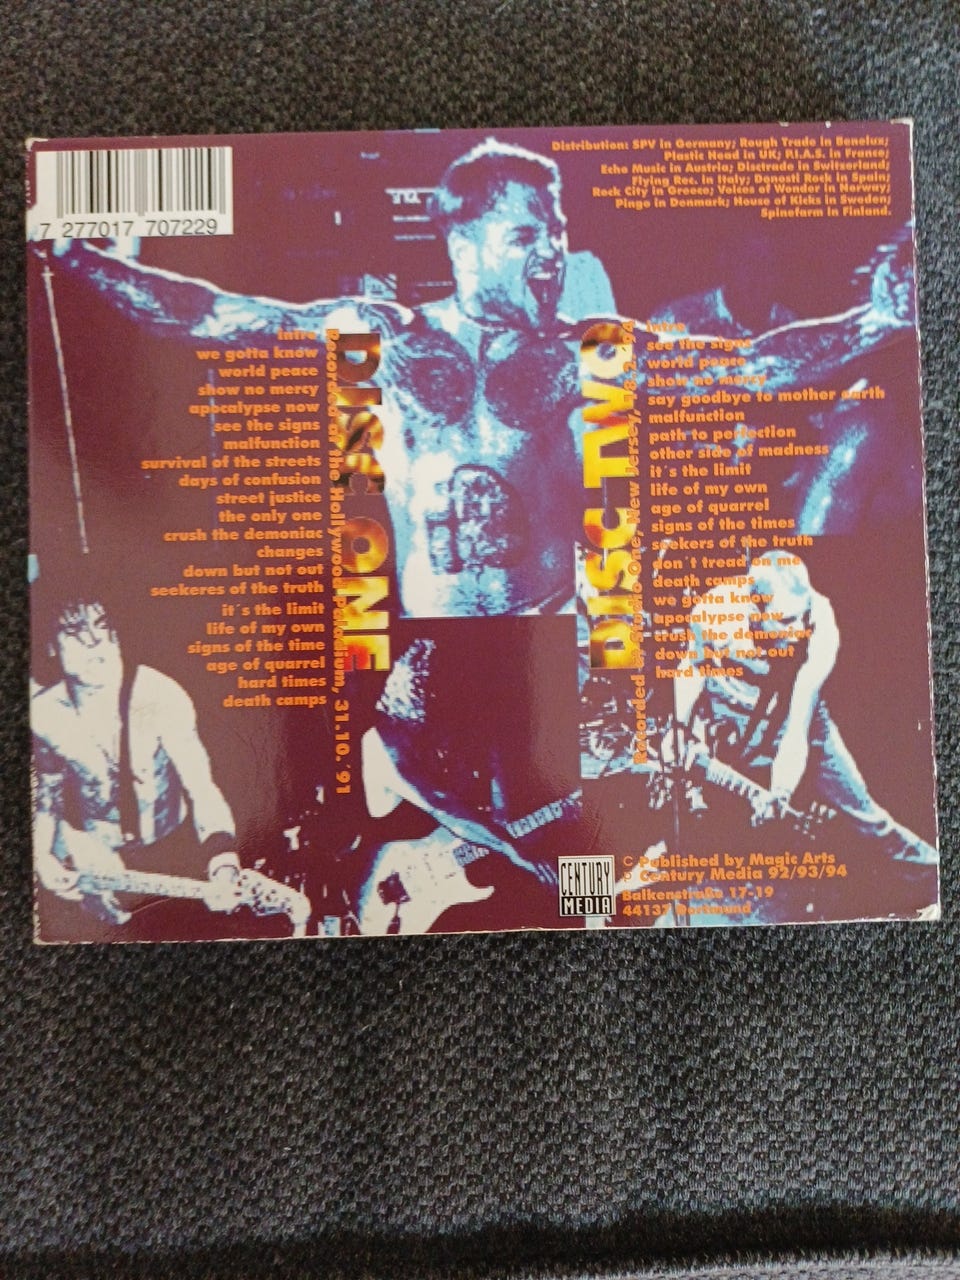 7 277017 707229
Distribution: SPV in Germany; Rough Trade in Benelux;
Plastic Head in UK; P.I.A.S. in France;
Echo Music in Austria; Disctrade in Switzerland;
Flying Rec. in Italy; Donosti Rock in Spain;
Rock City in Greece; Voices of Wonder in Norway;
Pingo in Denmark; House of Kicks in Sweden;
Spinefarm in Finland.
intro
we gotta know
world peace
show no mercy
apocalypse now
see the signs
malfunction
survival of the streets
days of confusion
street justice
the only one
crush the demoniac
changes
down but not out
seekeres of the truth
it´s the limit
life of my own
signs of the time
age of quarrel
hard times
death camps
Recorded at the Hollywood Paladium, 31.10. 91
DISC ONE
DISC TWO
Recorded at Studio One, New Jersey, 18.2. 94
intro
see the signs
world peace
show no mercy
say goodbye to mother earth
malfunction
path to perfection
other side of madness
it´s the limit
life of my own
age of quarrel
signs of the times
seekers of the truth
don´t tread on me
death camps
we gotta know
apocalypse now
crush the demoniac
down but not out
hard times
CENTURY
MEDIA
C Published by Magic Arts
P Century Media 92/93/94
Balkenstraße 17-19
44137 Dortmund